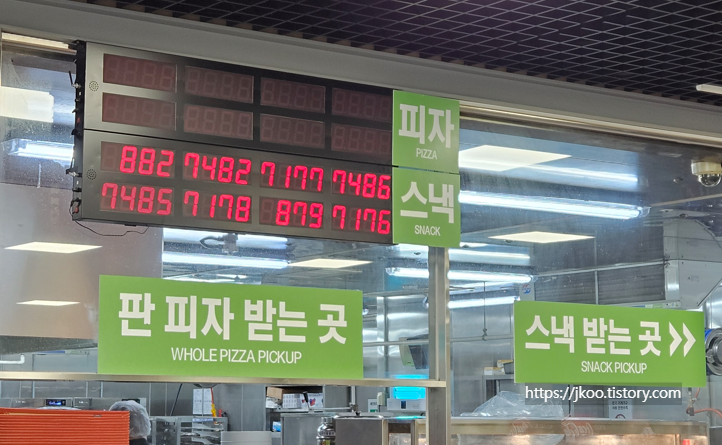 피자
PIZZA
882 7482 7177 7486
7485 7178 879 7176
스낵
SNACK
판 피자 받는 곳
WHOLE PIZZA PICKUP
스낵 받는 곳 >>
SNACK PICKUP
https://jkoo.tistory.com